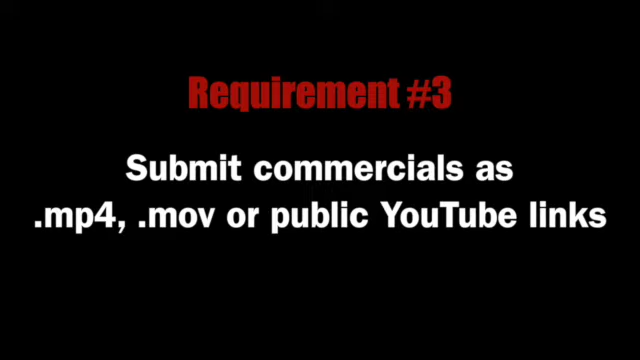 Requirement #3
Submit commercials as
.mp4, .mov or public YouTube links